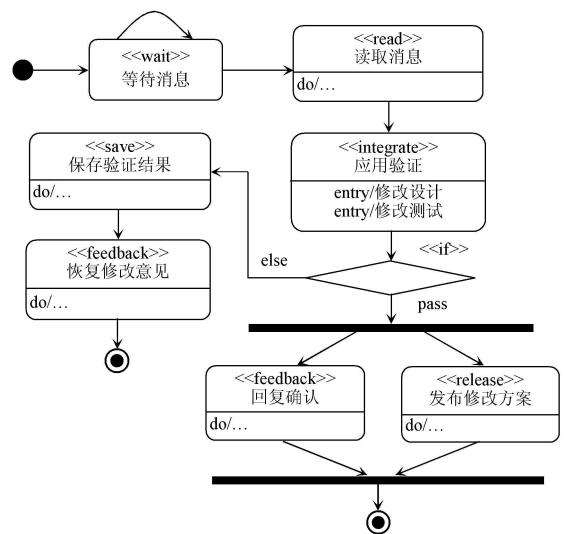 <<wait>>
等待消息
<<read>>
读取消息
do/…
<<save>>
保存验证结果
do/…
<<integrate>>
应用验证
entry/修改设计
entry/修改测试
<<feedback>>
恢复修改意见
do/…
<<if>>
else
pass
<<feedback>>
回复确认
do/…
<<release>>
发布修改方案
do/…